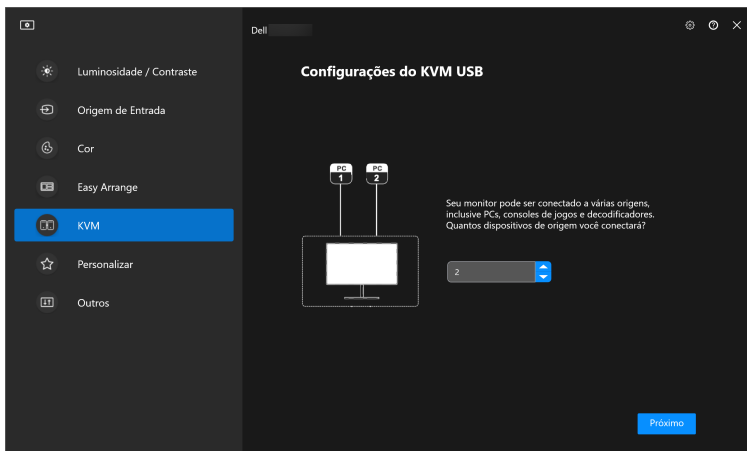 Dell
Luminosidade / Contraste
Origem de Entrada
Cor
Easy Arrange
KVM
Personalizar
Outros
Configurações do KVM USB
PC
1
PC
2
Seu monitor pode ser conectado a várias origens,
inclusive PCs, consoles de jogos e decodificadores.
Quantos dispositivos de origem você conectará?
2
Próximo